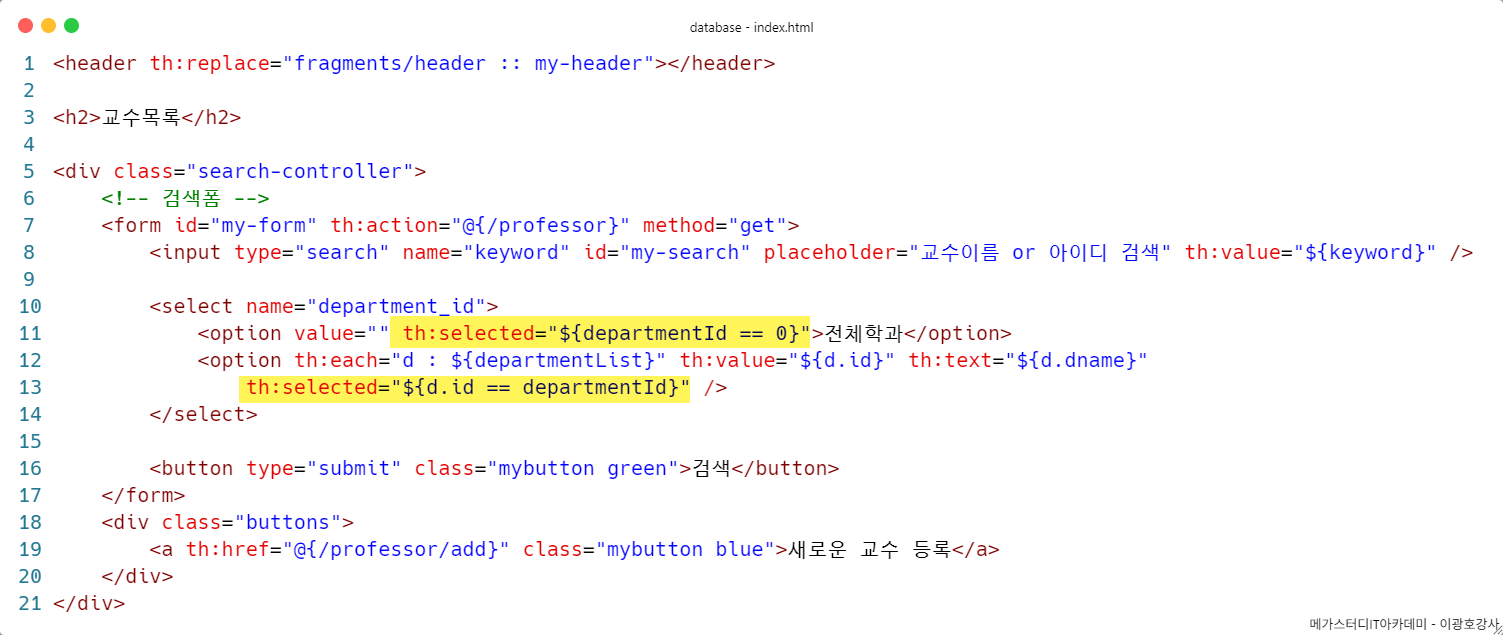 database - index.html
1 <header th:replace="fragments/header :: my-header"></header>
2
3 <h2>교수목록</h2>
4
5 <div class="search-controller">
6     <!-- 검색폼 -->
7     <form id="my-form" th:action="@{/professor}" method="get">
8         <input type="search" name="keyword" id="my-search" placeholder="교수이름 or 아이디 검색" th:value="${keyword}" />
9
10         <select name="department_id">
11             <option value="" th:selected="${departmentId == 0}">전체학과</option>
12             <option th:each="d : ${departmentList}" th:value="${d.id}" th:text="${d.dname}"
13                 th:selected="${d.id == departmentId}" />
14         </select>
15
16         <button type="submit" class="mybutton green">검색</button>
17     </form>
18     <div class="buttons">
19         <a th:href="@{/professor/add}" class="mybutton blue">새로운 교수 등록</a>
20     </div>
21 </div>
메가스터디IT아카데미 - 이광호강사